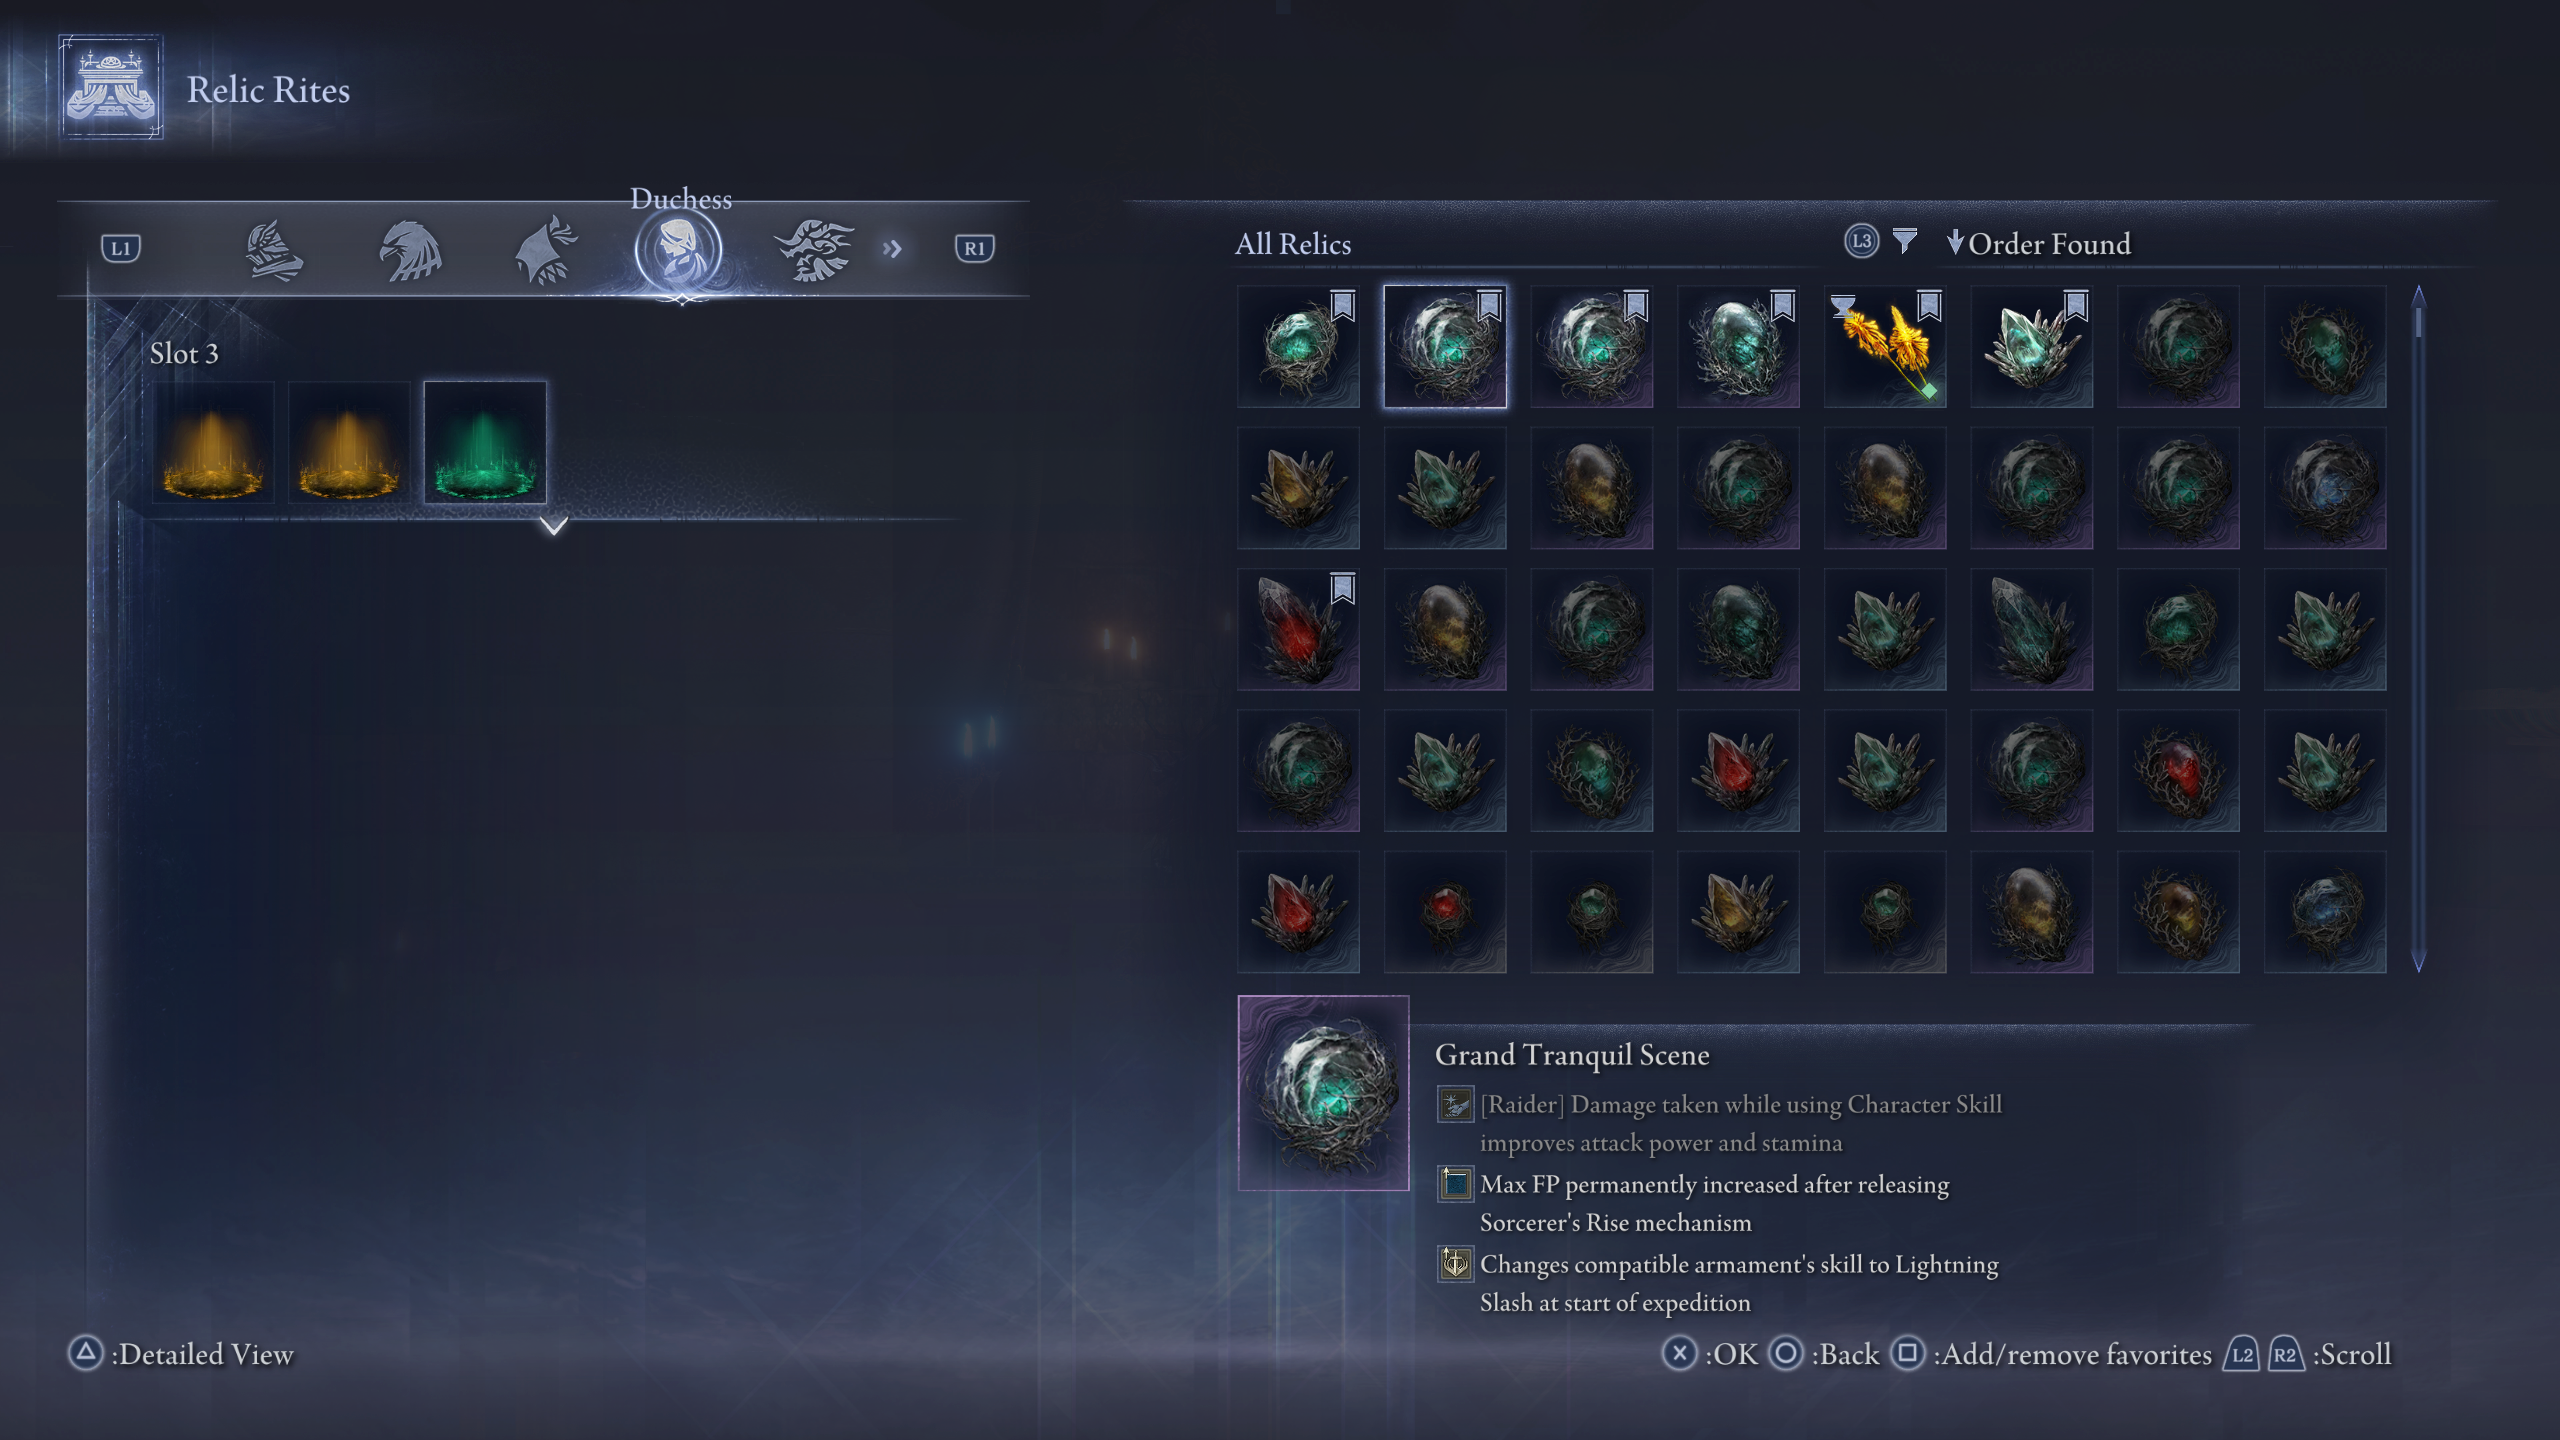 Relic Rites
Duchess
L1
R1
Slot 3
All Relics
L3
Order Found
Grand Tranquil Scene
[Raider] Damage taken while using Character Skill
improves attack power and stamina
Max FP permanently increased after releasing
Sorcerer's Rise mechanism
Changes compatible armament's skill to Lightning
Slash at start of expedition
:Detailed View
:OK :Back :Add/remove favorites L2 R2 :Scroll